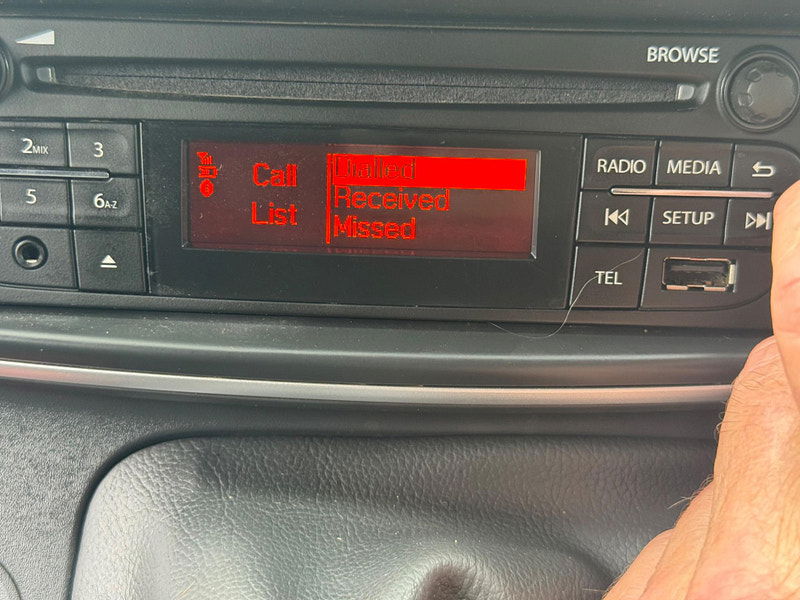 BROWSE
2MIX
3
5
6A-Z
Call
List
Dialled
Received
Missed
RADIO
MEDIA
SETUP
TEL